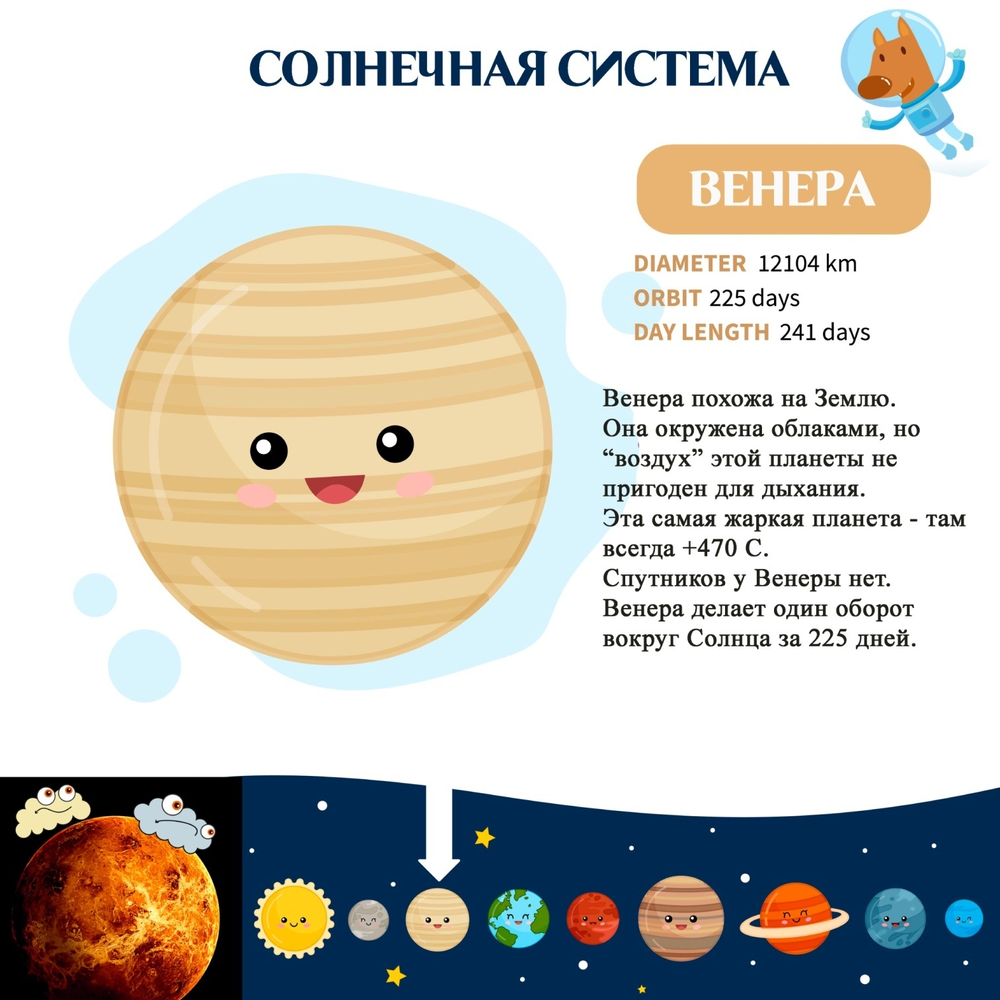 СОЛНЕЧНАЯ СИСТЕМА
ВЕНЕРА
DIAMETER 12104 km
ORBIT 225 days
DAY LENGTH 241 days
Венера похожа на Землю.
Она окружена облаками, но
“воздух” этой планеты не
пригоден для дыхания.
Эта самая жаркая планета - там
всегда +470 С.
Спутников у Венеры нет.
Венера делает один оборот
вокруг Солнца за 225 дней.